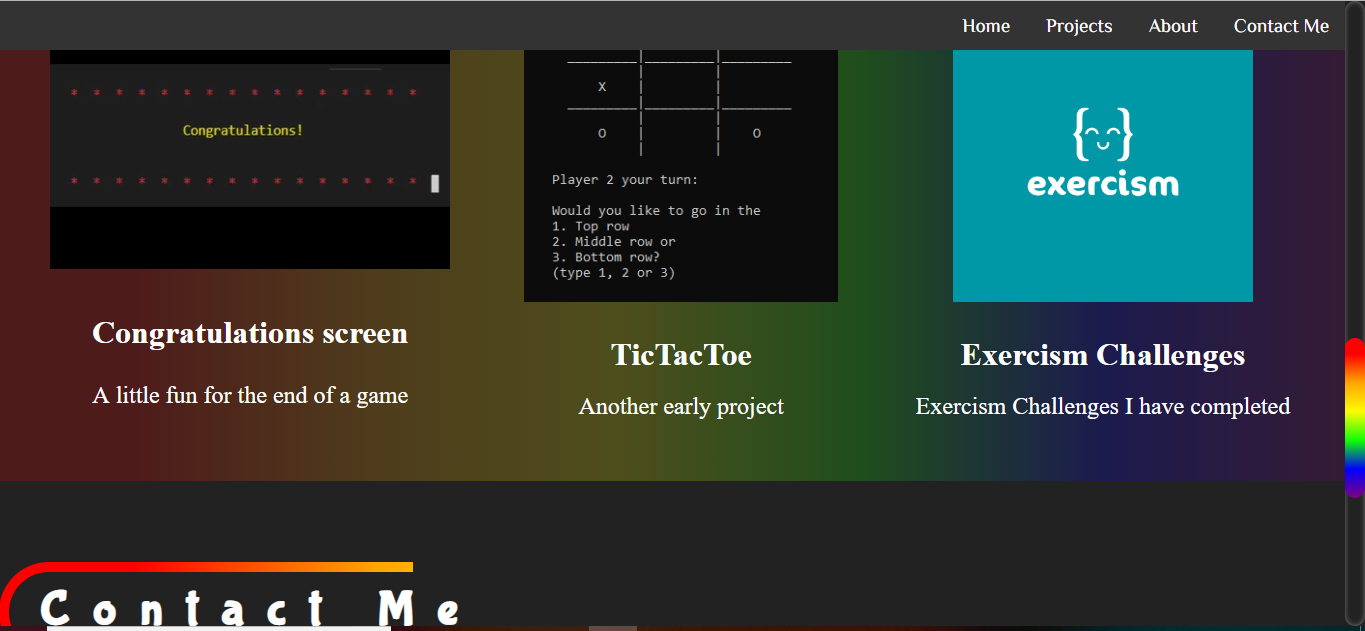 Home Projects About Contact Me
* * * * * * * * * * * * * * * *
Congratulations!
* * * * * * * * * * * * * * * *
X
O O
Player 2 your turn:
Would you like to go in the
1. Top row
2. Middle row or
3. Bottom row?
(type 1, 2 or 3)
{ } 
exercism
Congratulations screen
A little fun for the end of a game
TicTacToe
Another early project
Exercism Challenges
Exercism Challenges I have completed
Contact Me